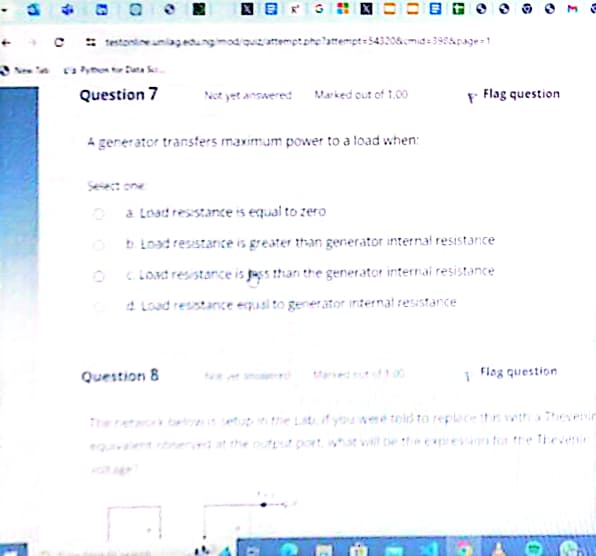 testonline.unilag.edu.ng/mod/quiz/attempt.php?attempt=54320&cmid=398&page=1
New Tab Python for Data Sci...
Question 7 Not yet answered Marked out of 1.00 Flag question
A generator transfers maximum power to a load when:
Select one:
a. Load resistance is equal to zero
b. Load resistance is greater than generator internal resistance
c. Load resistance is less than the generator internal resistance
d. Load resistance equal to generator internal resistance
Question 8 Not yet answered Marked out of 1.00 Flag question
The network below is setup in the Lab, if you were told to replace this with a Thevenin
equivalent observed at the output port, what will be the expression for the Thevenin
voltage?